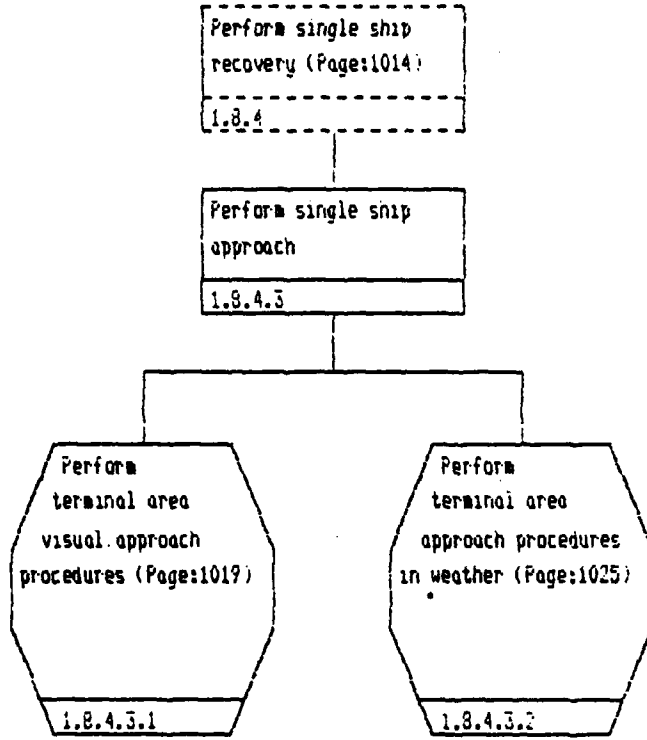 Perform single ship
recovery (Page:1014)
1.8.4
Perform single ship
approach
1.8.4.3
Perform
terminal area
visual approach
procedures (Page:1019)
1.8.4.3.1
Perform
terminal area
approach procedures
in weather (Page:1025)
1.8.4.3.2